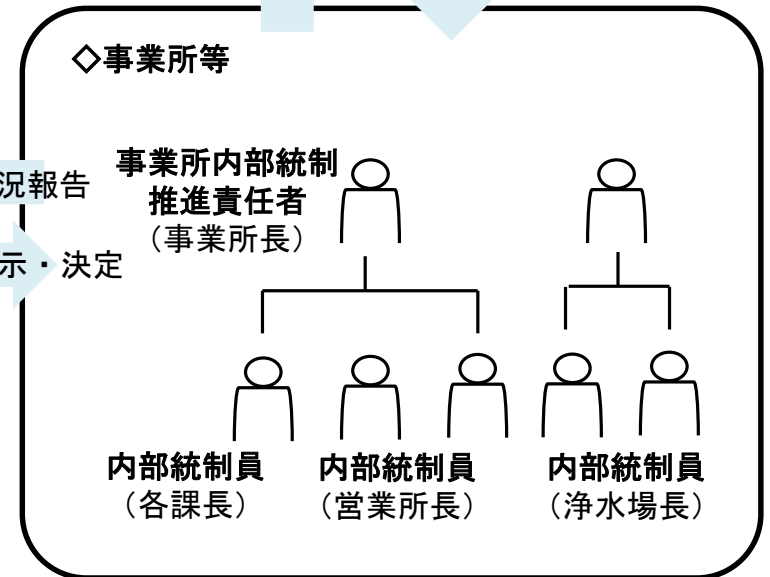 ◇事業所等
事業所内部統制
推進責任者
（事業所長）
況報告
示・決定
内部統制員
（各課長）
内部統制員
（営業所長）
内部統制員
（浄水場長）